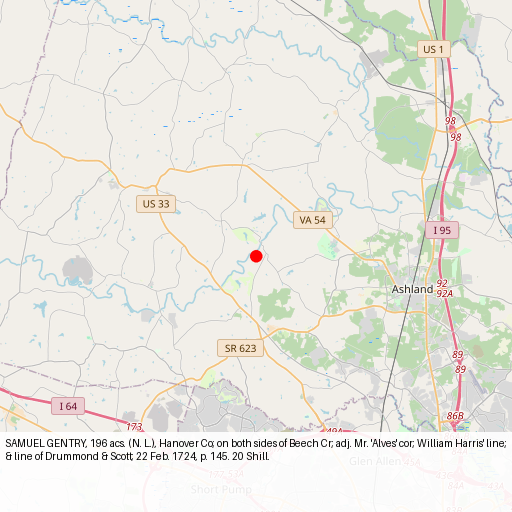 US 1
98
98
US 33
VA 54
I 95
92
92A
Ashland
SR 623
89
89
I 64
173
49A
86B
SAMUEL GENTRY, 196 acs. (N. L.), Hanover Co; on both sides of Beech Cr; adj. Mr. 'Alves' cor; William Harris' line;
& line of Drummond & Scott; 22 Feb. 1724, p. 145. 20 Shill.
Glen Allen
Short Pump